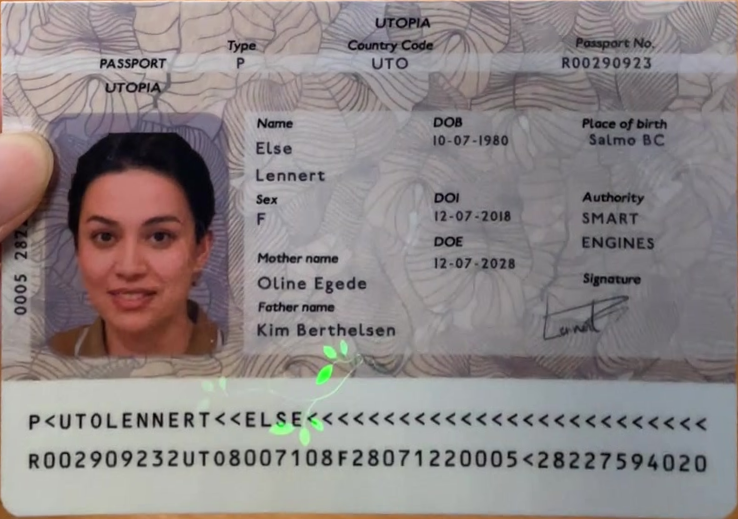 UTOPIA
PASSPORT
UTOPIA
Type
P
Country Code
UTO
Passport No.
R00290923
Name
Else
Lennert
Sex
F
Mother name
Oline Egede
Father name
Kim Berthelsen
DOB
10-07-1980
DOI
12-07-2018
DOE
12-07-2028
Place of birth
Salmo BC
Authority
SMART
ENGINES
Signature
0005
P<UTOLENNERT<<ELSE<<<<<<<<<<<<<<<<<<<<<<<<<<
R002909232UTO8007108F28071220005<28227594020